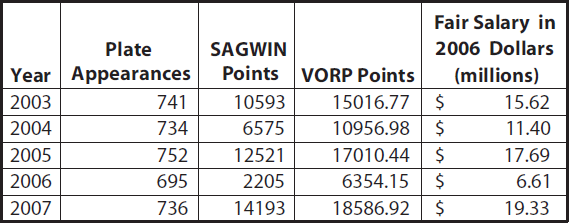 Year Plate Appearances SAGWIN Points VORP Points Fair Salary in 2006 Dollars (millions)
2003 741 10593 15016.77 $ 15.62
2004 734 6575 10956.98 $ 11.40
2005 752 12521 17010.44 $ 17.69
2006 695 2205 6354.15 $ 6.61
2007 736 14193 18586.92 $ 19.33